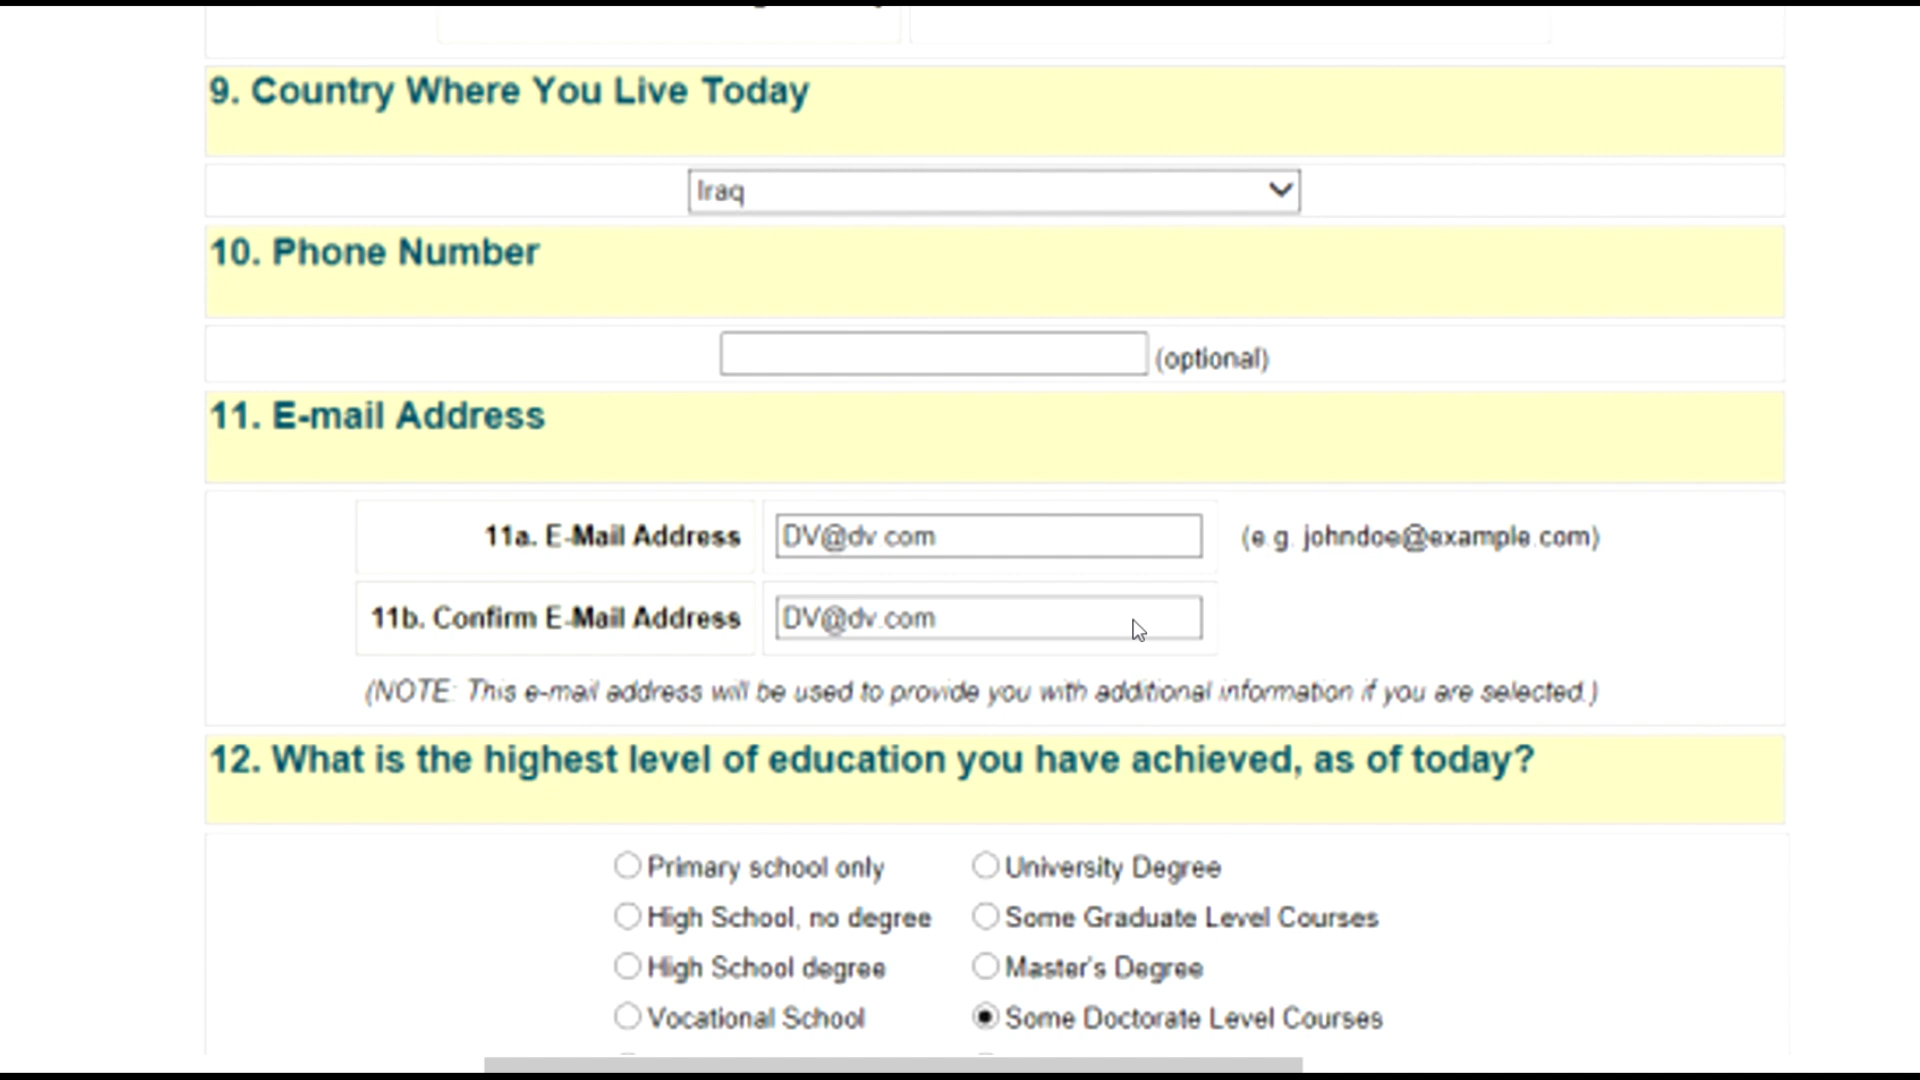 9. Country Where You Live Today
Iraq
10. Phone Number
(optional)
11. E-mail Address
11a. E-Mail Address DV@dv.com (e.g. johndoe@example.com)
11b. Confirm E-Mail Address DV@dv.com
(NOTE: This e-mail address will be used to provide you with additional information if you are selected.)
12. What is the highest level of education you have achieved, as of today?
Primary school only University Degree
High School, no degree Some Graduate Level Courses
High School degree Master's Degree
Vocational School Some Doctorate Level Courses